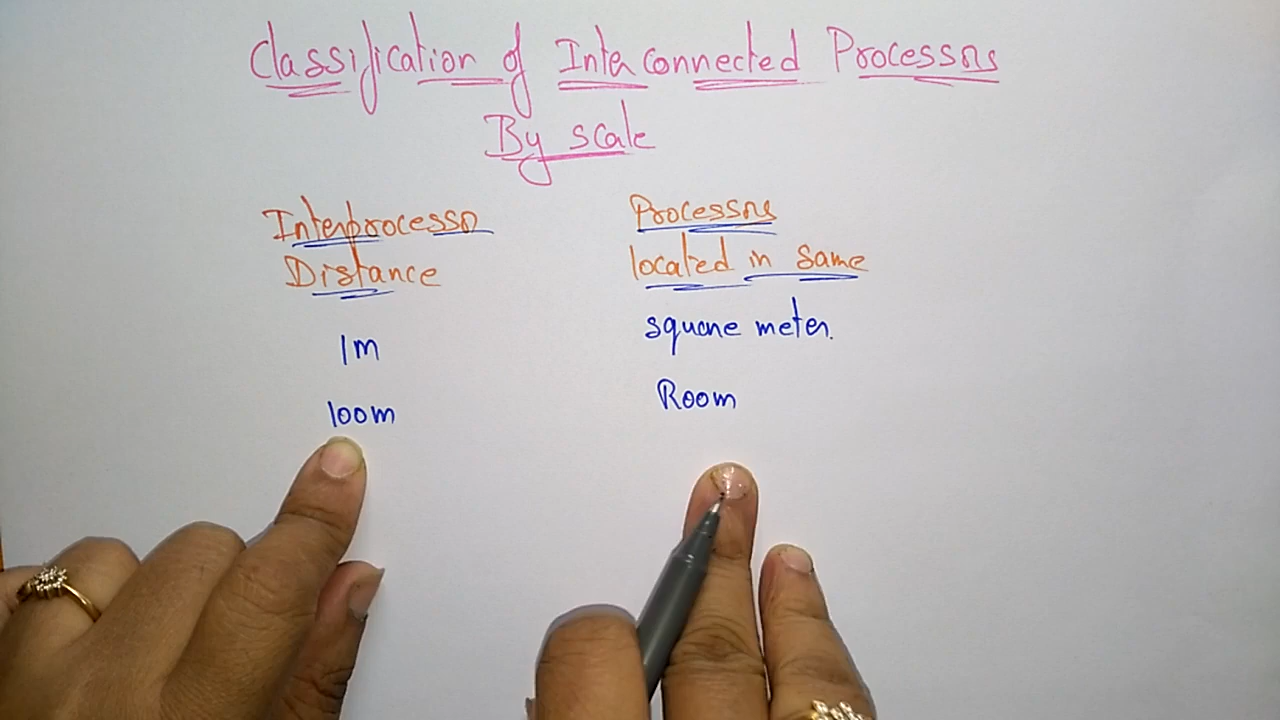 Classification of Interconnected Processors
By scale
Interprocessor Processors
Distance located in same
1m square meter.
100m Room